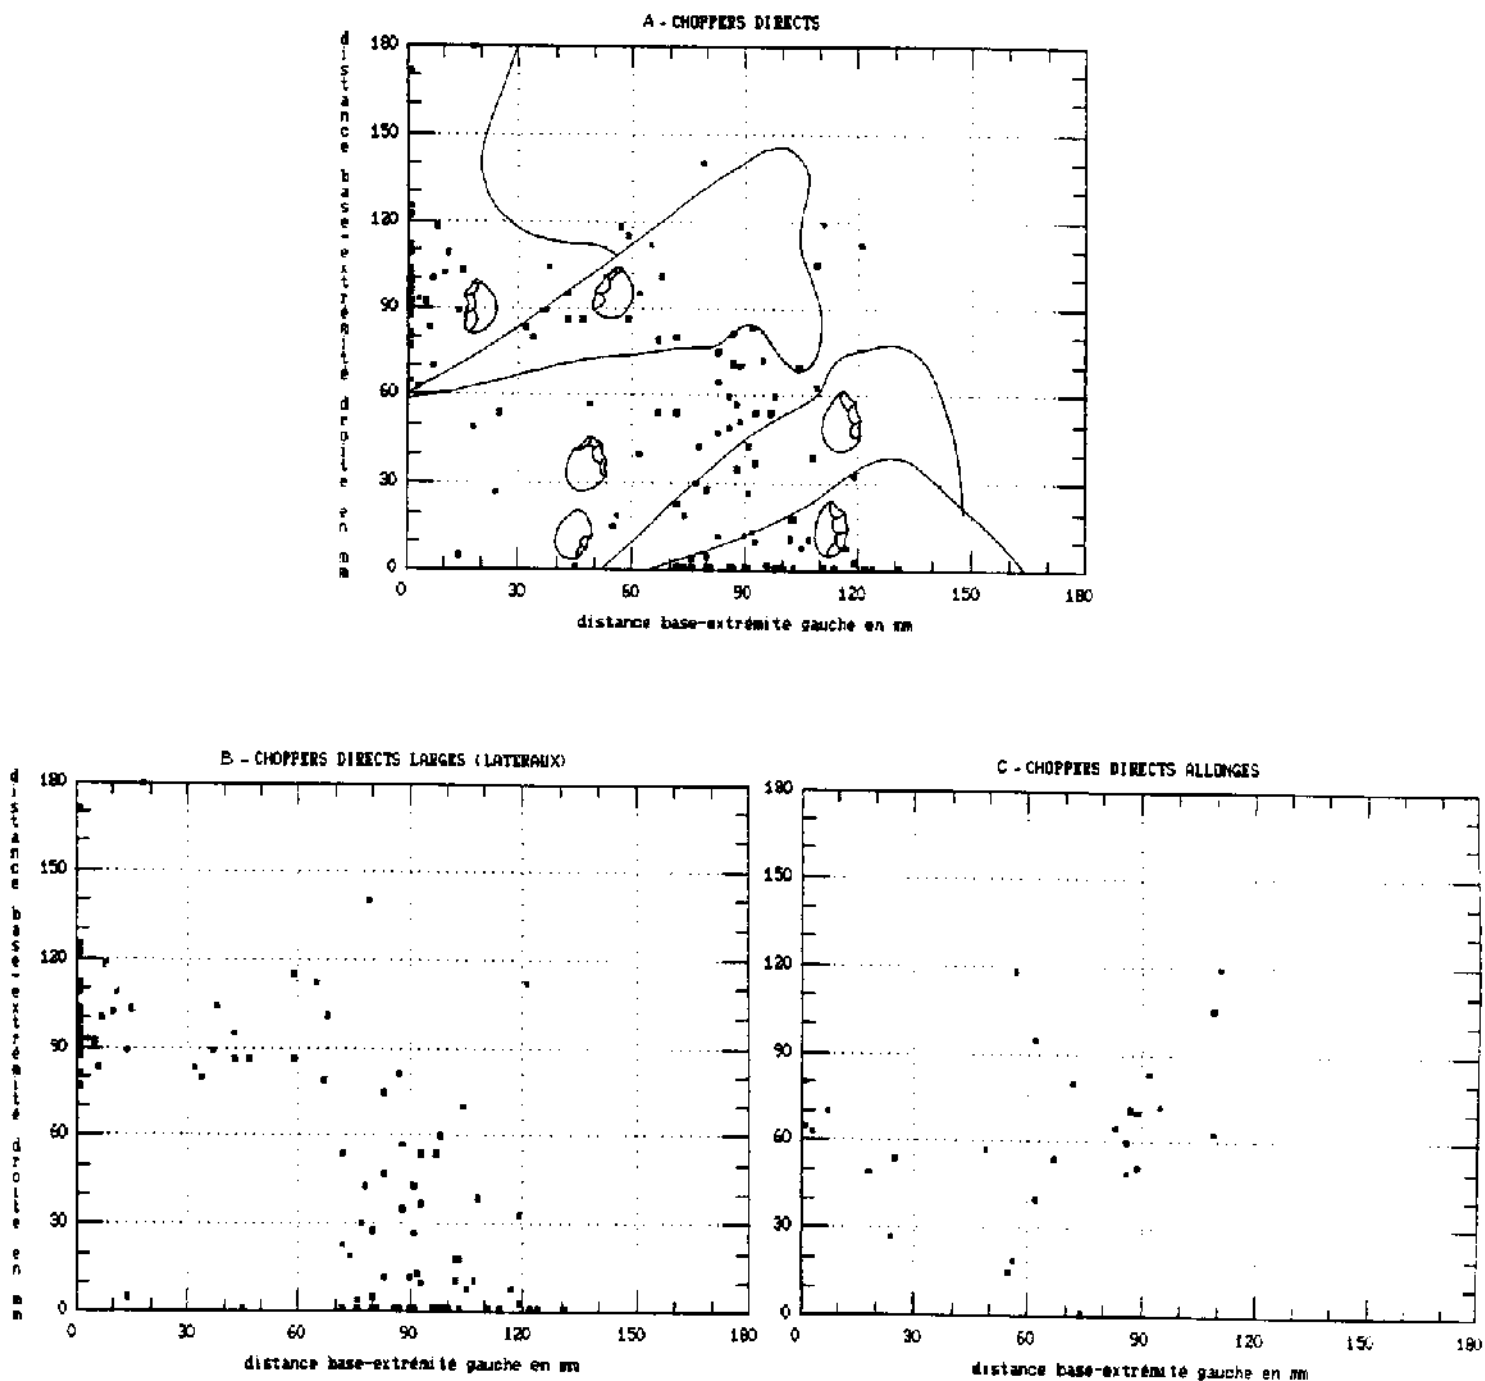 A - CHOPPERS DIRECTS
distance base-extrémité droite en mm
180
150
120
90
60
30
0
0 30 60 90 120 150 180
distance base-extrémité gauche en mm
B - CHOPPERS DIRECTS LARGES (LATERAUX)
distance base-extrémité droite en mm
180
150
120
90
60
30
0
0 30 60 90 120 150 180
distance base-extrémité gauche en mm
C - CHOPPERS DIRECTS ALLONGES
180
150
120
90
60
30
0
0 30 60 90 120 150 180
distance base-extrémité gauche en mm